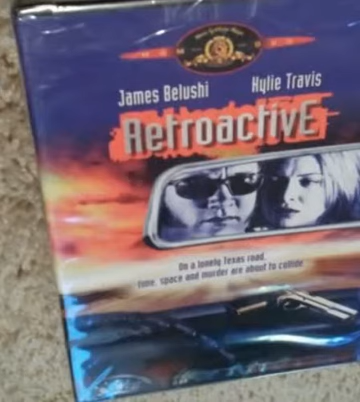 James Belushi Kylie Travis
RetroactivE
On a lonely Texas road,
time, space and murder are about to collide.